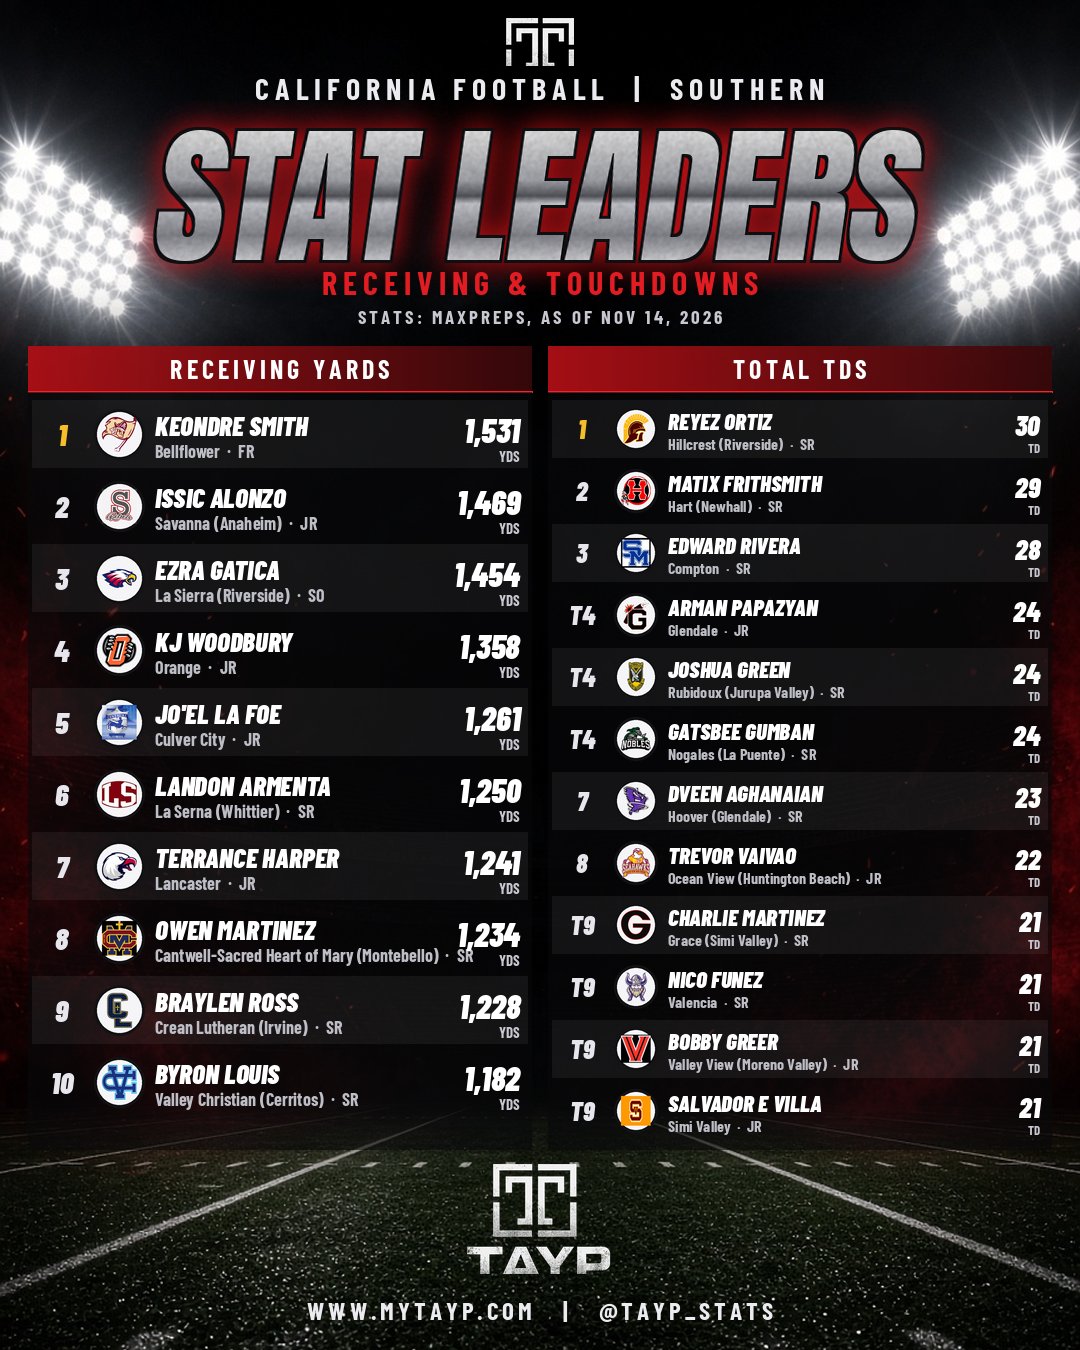 CALIFORNIA FOOTBALL | SOUTHERN
STAT LEADERS
RECEIVING & TOUCHDOWNS
STATS: MAXPREPS, AS OF NOV 14, 2026
RECEIVING YARDS
1 KEONDRE SMITH 1,531
Bellflower · FR YDS
2 ISSIC ALONZO 1,469
Savanna (Anaheim) · JR YDS
3 EZRA GATICA 1,454
La Sierra (Riverside) · SO YDS
4 KJ WOODBURY 1,358
Orange · JR YDS
5 JO'EL LA FOE 1,261
Culver City · JR YDS
6 LANDON ARMENTA 1,250
La Serna (Whittier) · SR YDS
7 TERRANCE HARPER 1,241
Lancaster · JR YDS
8 OWEN MARTINEZ 1,234
Cantwell-Sacred Heart of Mary (Montebello) · SR YDS
9 BRAYLEN ROSS 1,228
Crean Lutheran (Irvine) · SR YDS
10 BYRON LOUIS 1,182
Valley Christian (Cerritos) · SR YDS
TOTAL TDS
1 REYEZ ORTIZ 30
Hillcrest (Riverside) · SR TD
2 MATIX FRITHSMITH 29
Hart (Newhall) · SR TD
3 EDWARD RIVERA 28
Compton · SR TD
T4 ARMAN PAPAZYAN 24
Glendale · JR TD
T4 JOSHUA GREEN 24
Rubidoux (Jurupa Valley) · SR TD
T4 GATSBEE GUMBAN 24
Nogales (La Puente) · SR TD
7 DVEEN AGHANAIAN 23
Hoover (Glendale) · SR TD
8 TREVOR VAIVAO 22
Ocean View (Huntington Beach) · JR TD
T9 CHARLIE MARTINEZ 21
Grace (Simi Valley) · SR TD
T9 NICO FUNEZ 21
Valencia · SR TD
T9 BOBBY GREER 21
Valley View (Moreno Valley) · JR TD
T9 SALVADOR E VILLA 21
Simi Valley · JR TD
TAYP
WWW.MYTAYP.COM | @TAYP_STATS